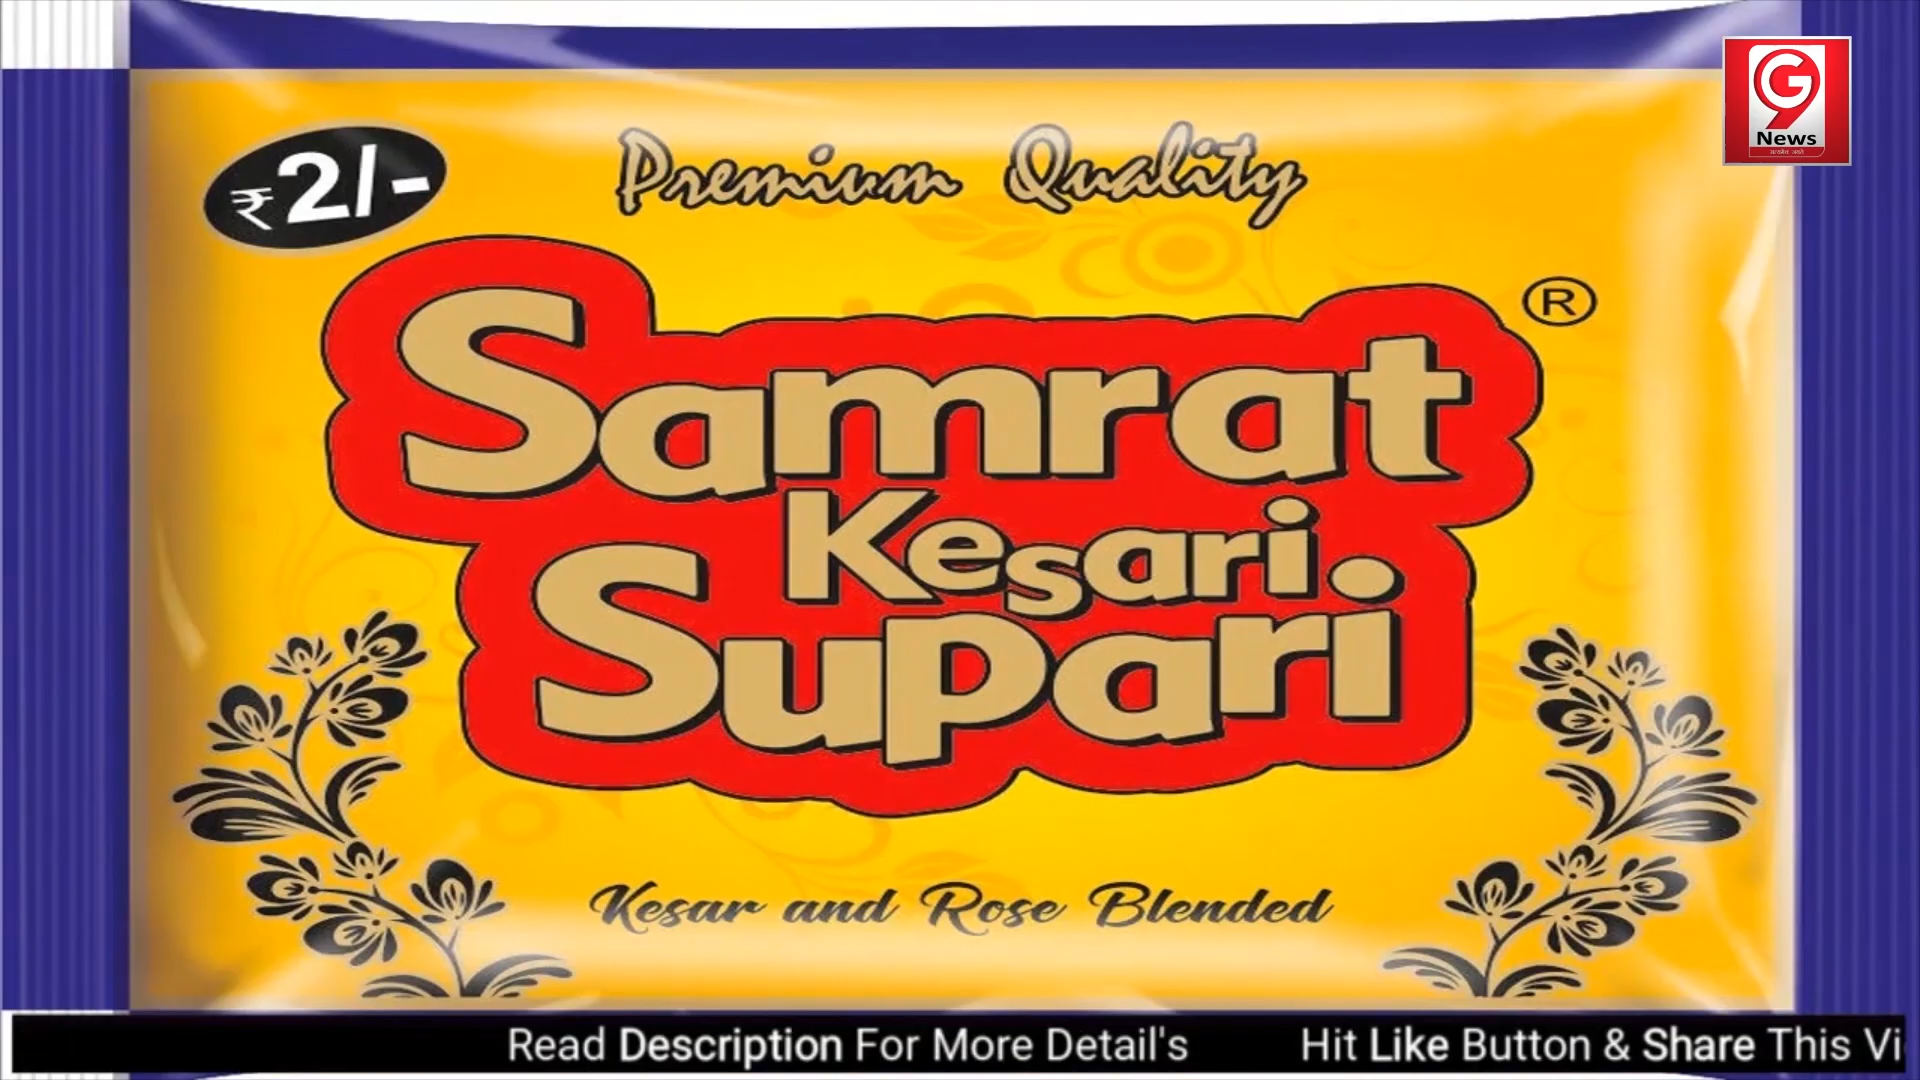 ₹2/-
Premium Quality
G9
News
Samrat
®
Kesari
Supari
Kesar and Rose Blended
Read Description For More Detail's Hit Like Button & Share This Vi